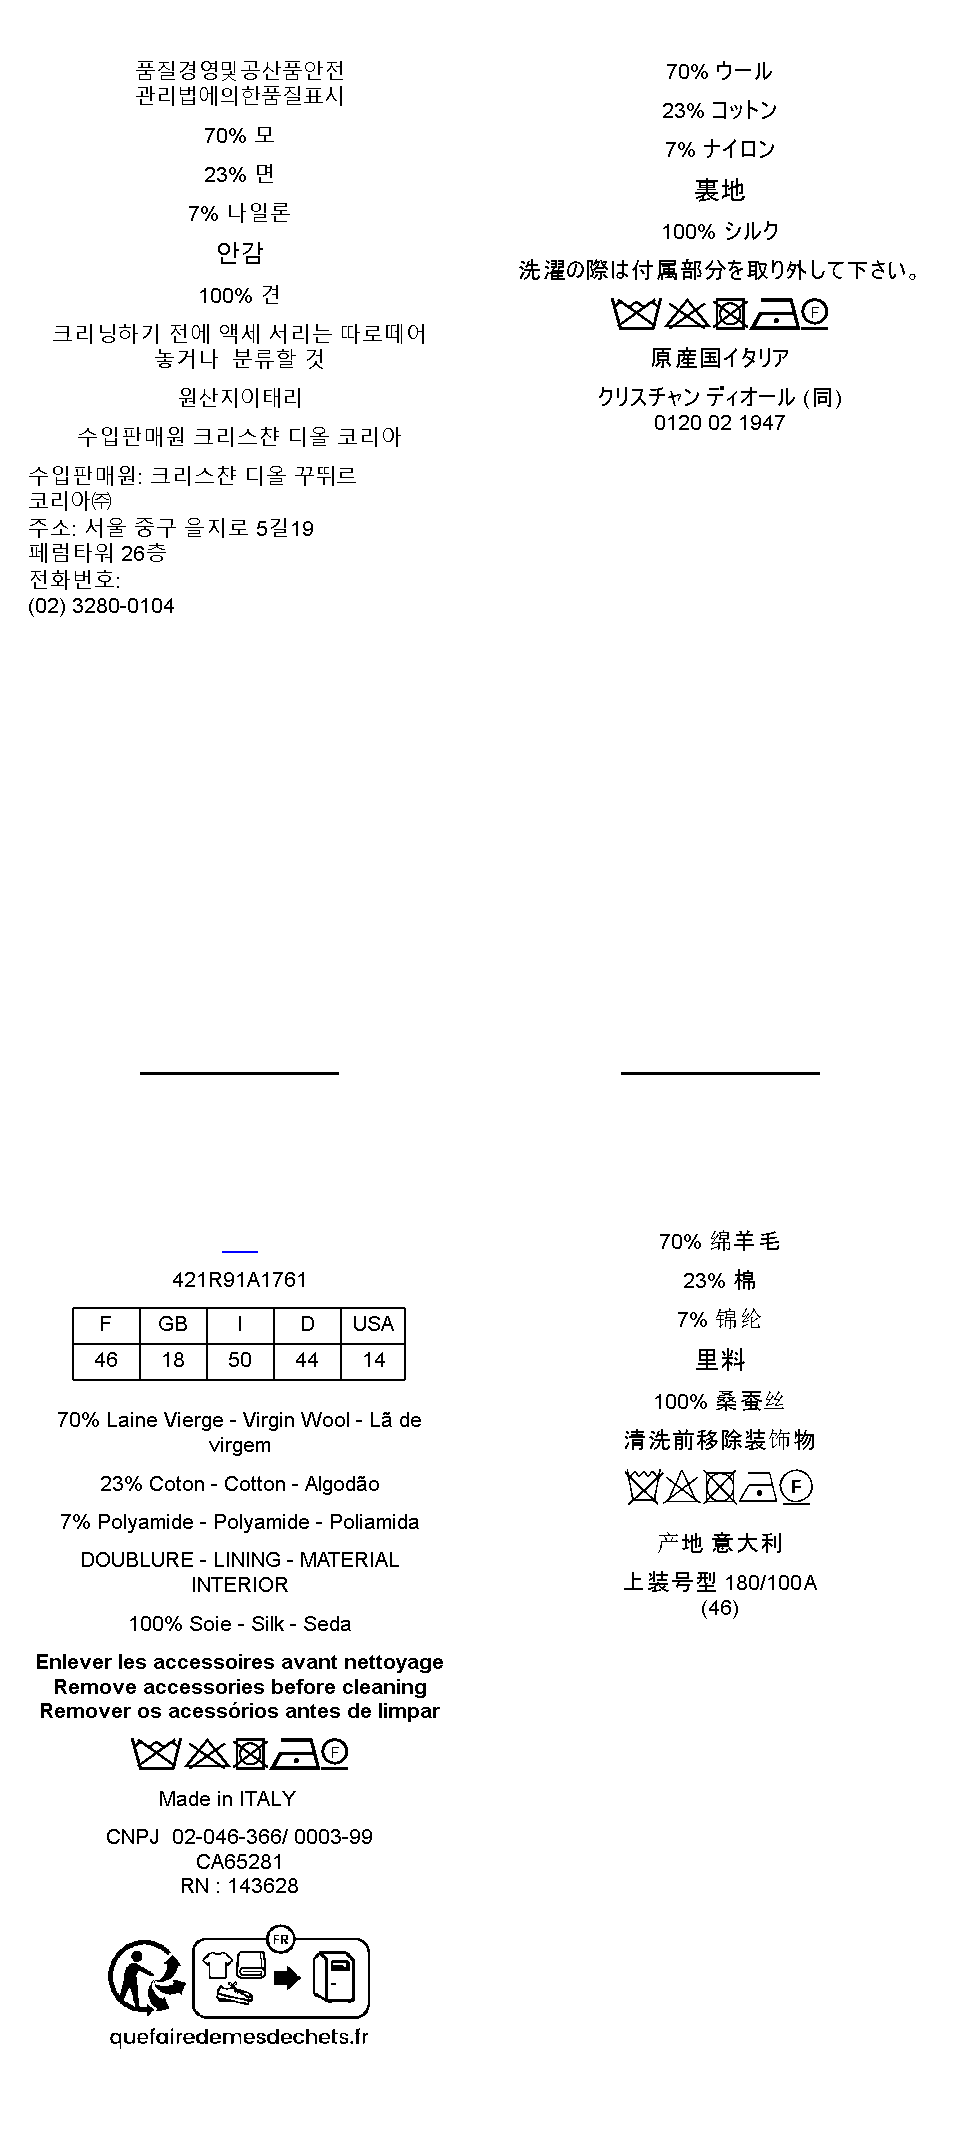 품질경영및공산품안전
관리법에의한품질표시
70% 모
23% 면
7% 나일론
안감
100% 견
크리닝하기 전에 액세 서리는 따로떼어
놓거나 분류할 것
원산지이태리
수입판매원 크리스챤 디올 코리아
수입판매원: 크리스챤 디올 꾸뛰르
코리아㈜
주소: 서울 중구 을지로 5길19
페럼타워 26층
전화번호:
(02) 3280-0104
70% ウール
23% コットン
7% ナイロン
裏地
100% シルク
洗濯の際は付属部分を取り外して下さい。
F
原産国イタリア
クリスチャン ディオール (同)
0120 02 1947
421R91A1761
F GB I D USA
46 18 50 44 14
70% Laine Vierge - Virgin Wool - Lã de
virgem
23% Coton - Cotton - Algodão
7% Polyamide - Polyamide - Poliamida
DOUBLURE - LINING - MATERIAL
INTERIOR
100% Soie - Silk - Seda
Enlever les accessoires avant nettoyage
Remove accessories before cleaning
Remover os acessórios antes de limpar
F
Made in ITALY
CNPJ 02-046-366/ 0003-99
CA65281
RN : 143628
FR
quefairedemesdechets.fr
70% 绵羊毛
23% 棉
7% 锦纶
里料
100% 桑蚕丝
清洗前移除装饰物
F
产地 意大利
上装号型 180/100A
(46)